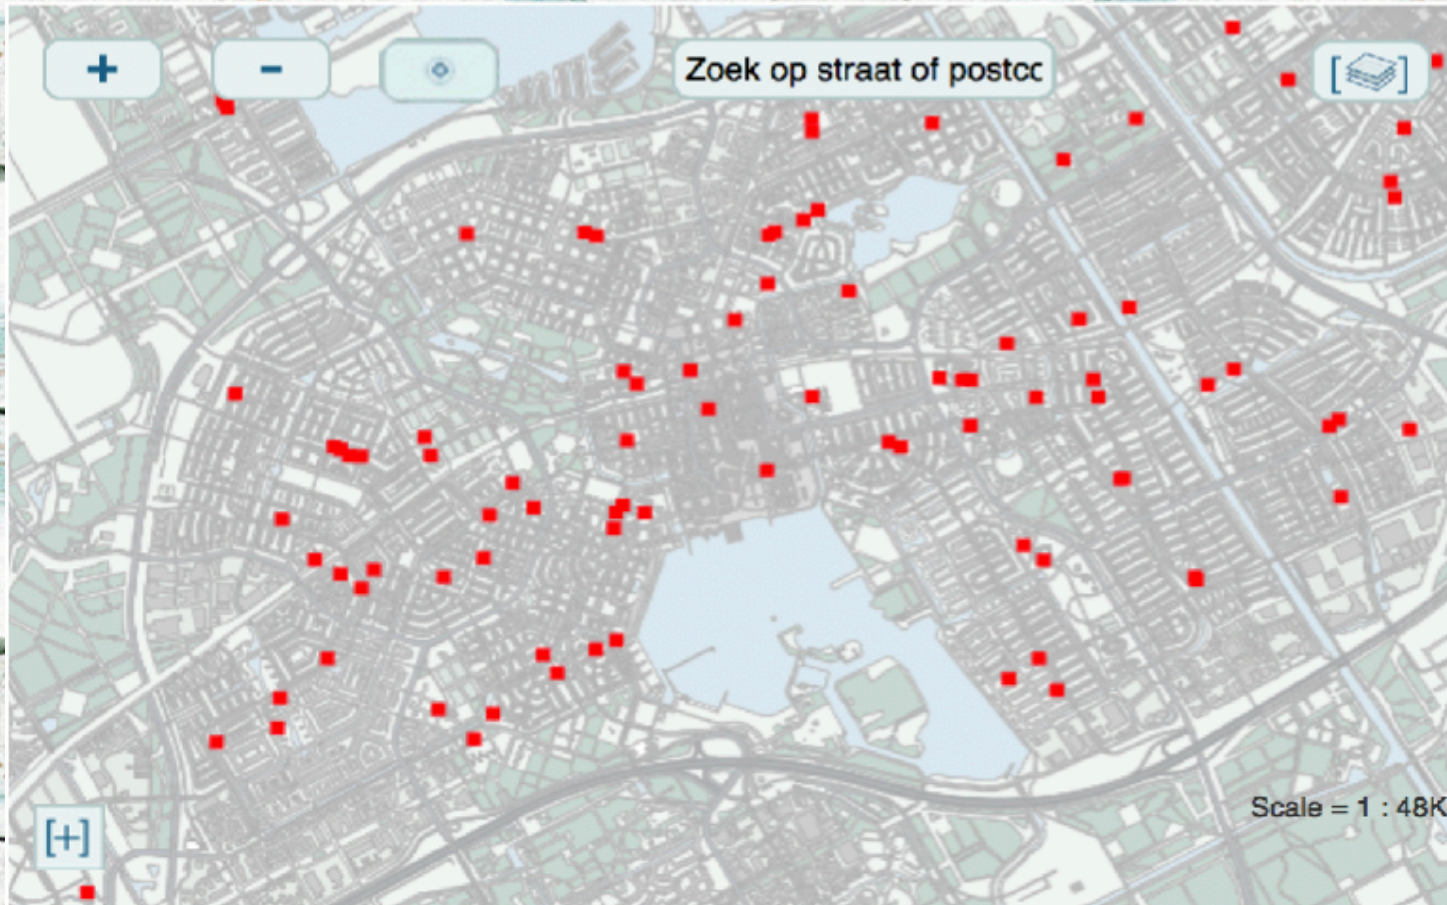 +
-
Zoek op straat of postcc
[+]
Scale = 1 : 48K